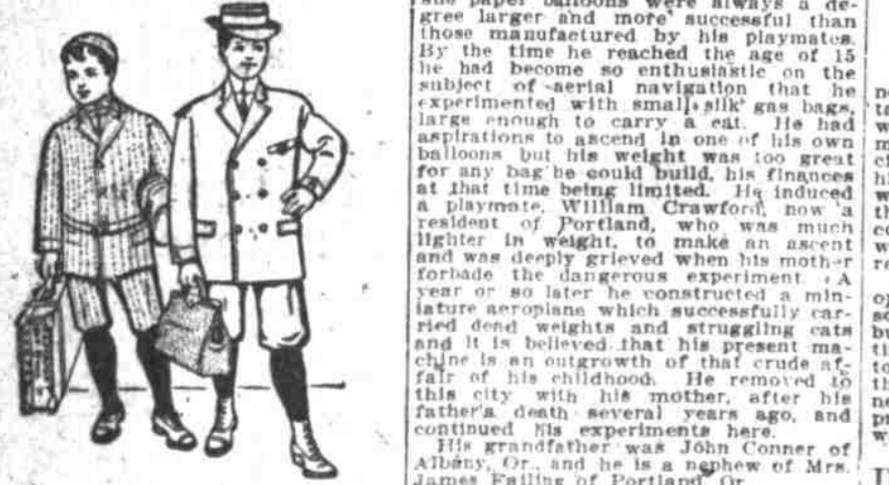 sue paper balloons were always a de-
gree larger and more successful than
those manufactured by his playmates.
By the time he reached the age of 15
he had become so enthusiastic on the
subject of aerial navigation that he
experimented with small silk gas bags,
large enough to carry a cat. He had
aspirations to ascend in one of his own
balloons but his weight was too great
for any bag he could build, his finances
at that time being limited. He induced
a playmate, William Crawford, now a
resident of Portland, who was much
lighter in weight, to make an ascent
and was deeply grieved when his mother
forbade the dangerous experiment. A
year or so later he constructed a min-
iature aeroplane which successfully car-
ried dead weights and struggling cats
and it is believed that his present ma-
chine is an outgrowth of that crude af-
fair of his childhood. He removed to
this city with his mother, after his
father's death several years ago, and
continued his experiments here.
His grandfather was John Conner of
Albany, Or., and he is a nephew of Mrs.
James Failing of Portland, Or.